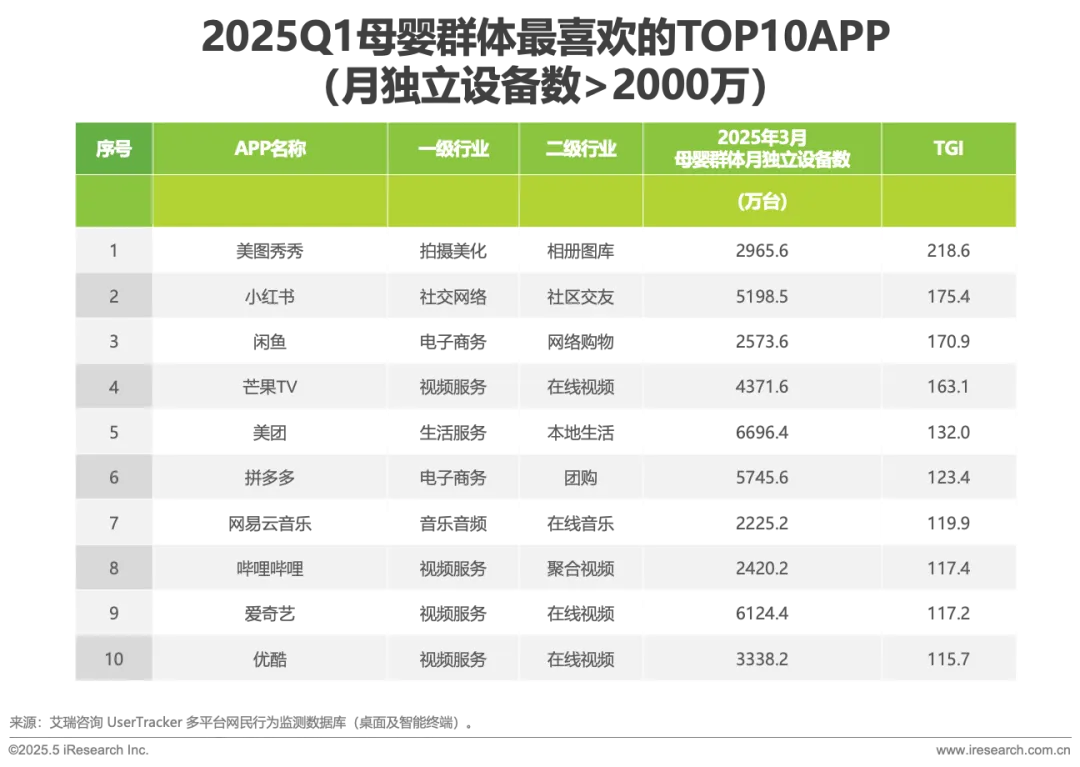 2025Q1母婴群体最喜欢的TOP10APP
（月独立设备数>2000万）
序号 APP名称 一级行业 二级行业 2025年3月 母婴群体月独立设备数 TGI
(万台)
1 美图秀秀 拍摄美化 相册图库 2965.6 218.6
2 小红书 社交网络 社区交友 5198.5 175.4
3 闲鱼 电子商务 网络购物 2573.6 170.9
4 芒果TV 视频服务 在线视频 4371.6 163.1
5 美团 生活服务 本地生活 6696.4 132.0
6 拼多多 电子商务 团购 5745.6 123.4
7 网易云音乐 音乐音频 在线音乐 2225.2 119.9
8 哔哩哔哩 视频服务 聚合视频 2420.2 117.4
9 爱奇艺 视频服务 在线视频 6124.4 117.2
10 优酷 视频服务 在线视频 3338.2 115.7
来源：艾瑞咨询 UserTracker 多平台网民行为监测数据库（桌面及智能终端）。
©2025.5 iResearch Inc. www.iresearch.com.cn